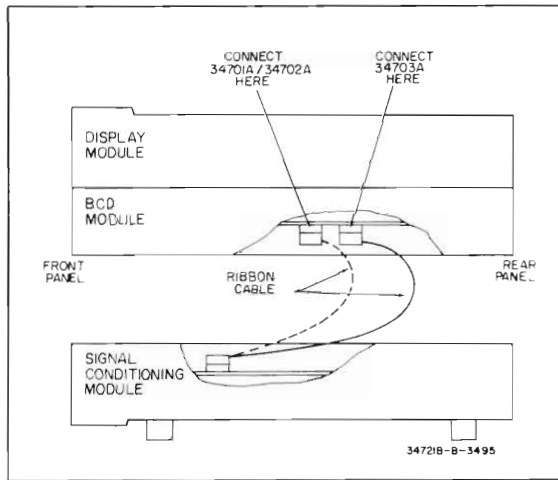 CONNECT
34701A/34702A
HERE
CONNECT
34703A
HERE
DISPLAY
MODULE
BCD
MODULE
FRONT
PANEL
REAR
PANEL
RIBBON
CABLE
SIGNAL
CONDITIONING
MODULE
34721B-B-3495